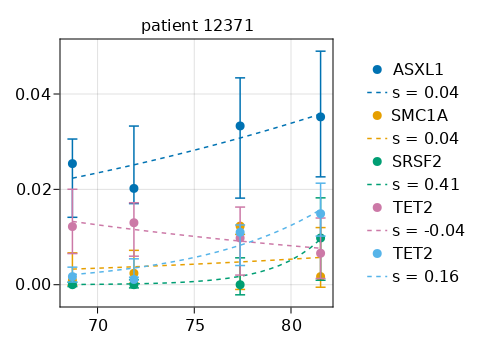 patient 12371
0.04
0.02
0.00
70
75
80
ASXL1
s = 0.04
SMC1A
s = 0.04
SRSF2
s = 0.41
TET2
s = -0.04
TET2
s = 0.16